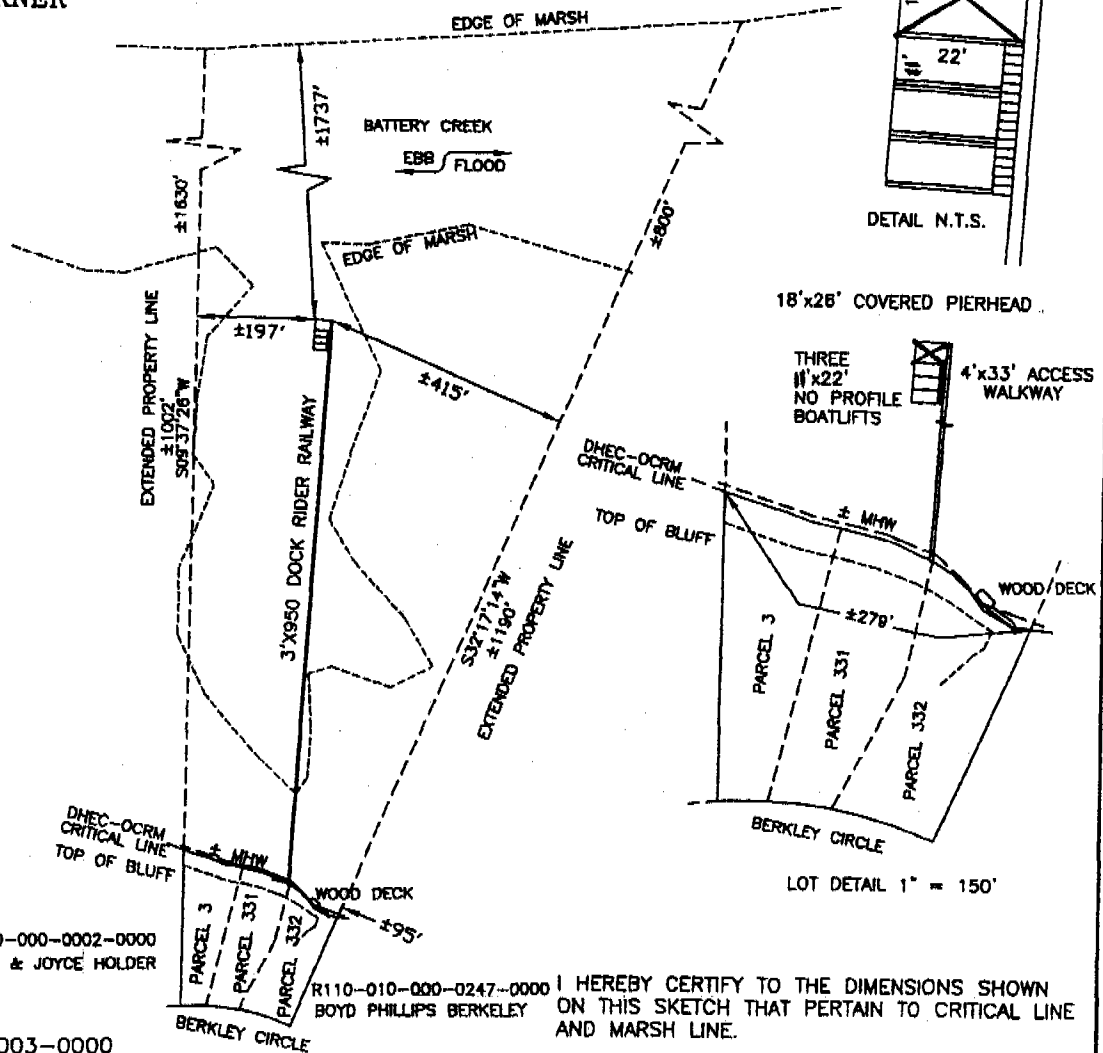 EDGE OF MARSH
±1737'
BATTERY CREEK
EBB FLOOD
±1630'
±800'
EDGE OF MARSH
22'
11'
DETAIL N.T.S.
EXTENDED PROPERTY LINE
±1002'
S09°37'26"W
±197'
±415'
3'X950 DOCK RIDER RAILWAY
S32°17'14"W
±1190'
EXTENDED PROPERTY LINE
18'x26' COVERED PIERHEAD
THREE
11'x22'
NO PROFILE
BOATLIFTS
4'x33' ACCESS
WALKWAY
DHEC-OCRM
CRITICAL LINE
± MHW
TOP OF BLUFF
WOOD DECK
±279'
PARCEL 3
PARCEL 331
PARCEL 332
BERKLEY CIRCLE
LOT DETAIL 1" = 150'
DHEC-OCRM
CRITICAL LINE
± MHW
TOP OF BLUFF
WOOD DECK
±95'
PARCEL 3
PARCEL 331
PARCEL 332
-000-0002-0000
& JOYCE HOLDER
R110-010-000-0247-0000
BOYD PHILLIPS BERKELEY
BERKLEY CIRCLE
003-0000
I HEREBY CERTIFY TO THE DIMENSIONS SHOWN
ON THIS SKETCH THAT PERTAIN TO CRITICAL LINE
AND MARSH LINE.